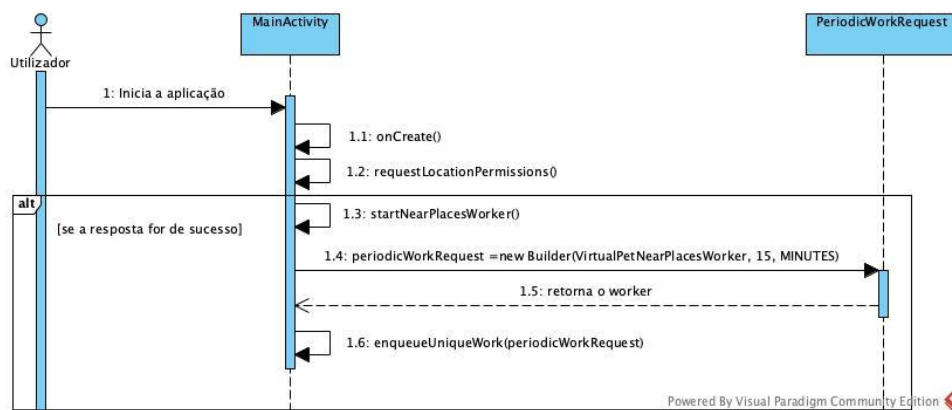 MainActivity
PeriodicWorkRequest
Utilizador
1: Inicia a aplicação
1.1: onCreate()
1.2: requestLocationPermissions()
alt
1.3: startNearPlacesWorker()
[se a resposta for de sucesso]
1.4: periodicWorkRequest =new Builder(VirtualPetNearPlacesWorker, 15, MINUTES)
1.5: retorna o worker
1.6: enqueueUniqueWork(periodicWorkRequest)
Powered By Visual Paradigm Community Edition